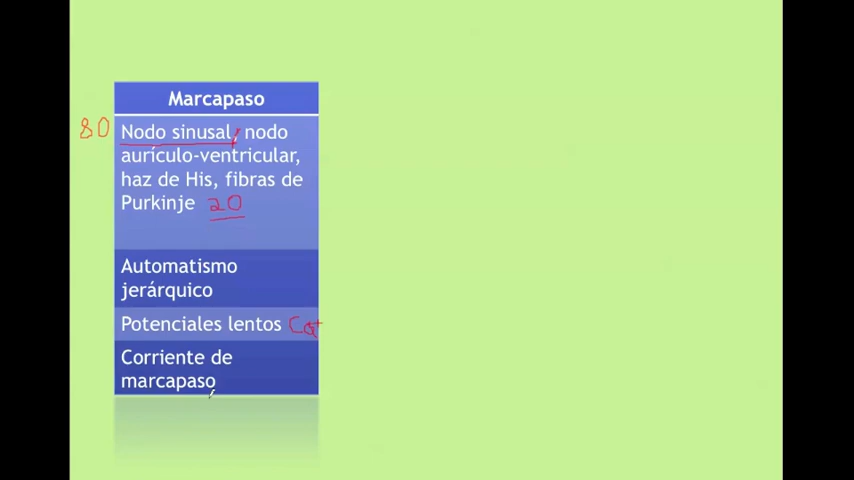 Marcapaso
80 Nodo sinusal, nodo
aurículo-ventricular,
haz de His, fibras de
Purkinje 20
Automatismo
jerárquico
Potenciales lentos Ca+
Corriente de
marcapaso